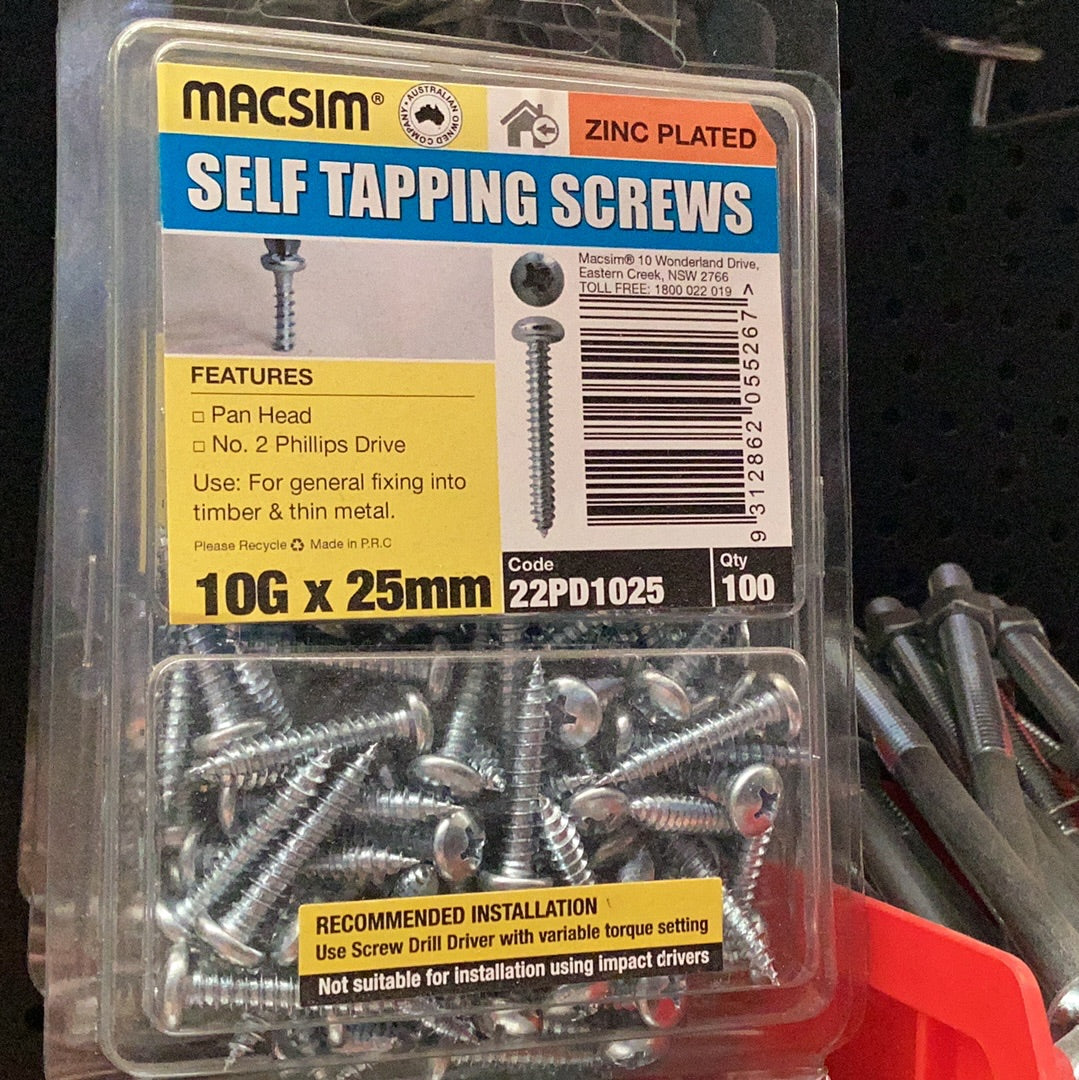 MACSIM®
AUSTRALIAN OWNED COMPANY
ZINC PLATED
SELF TAPPING SCREWS
Macsim® 10 Wonderland Drive,
Eastern Creek, NSW 2766
TOLL FREE: 1800 022 019
9 312862 055267 >
FEATURES
□ Pan Head
□ No. 2 Phillips Drive
Use: For general fixing into
timber & thin metal.
Please Recycle ♻ Made in P.R.C
10G x 25mm
Code
22PD1025
Qty
100
RECOMMENDED INSTALLATION
Use Screw Drill Driver with variable torque setting
Not suitable for installation using impact drivers